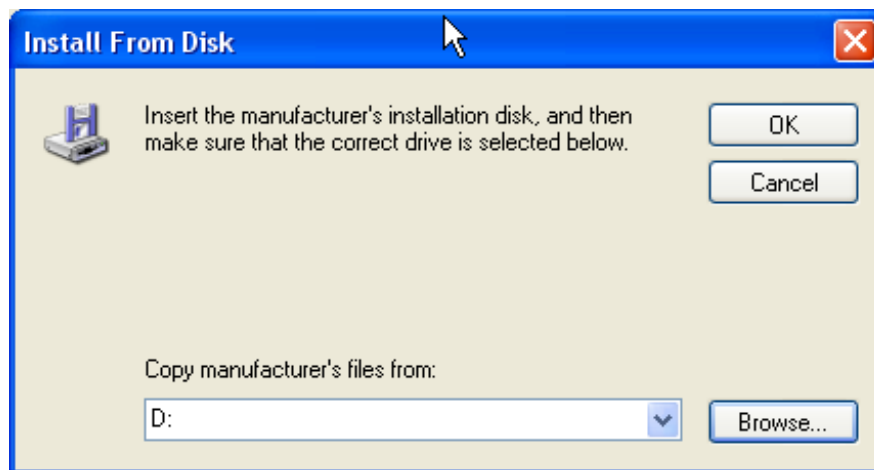 Install From Disk
Insert the manufacturer's installation disk, and then
make sure that the correct drive is selected below.
OK
Cancel
Copy manufacturer's files from:
D:
Browse...